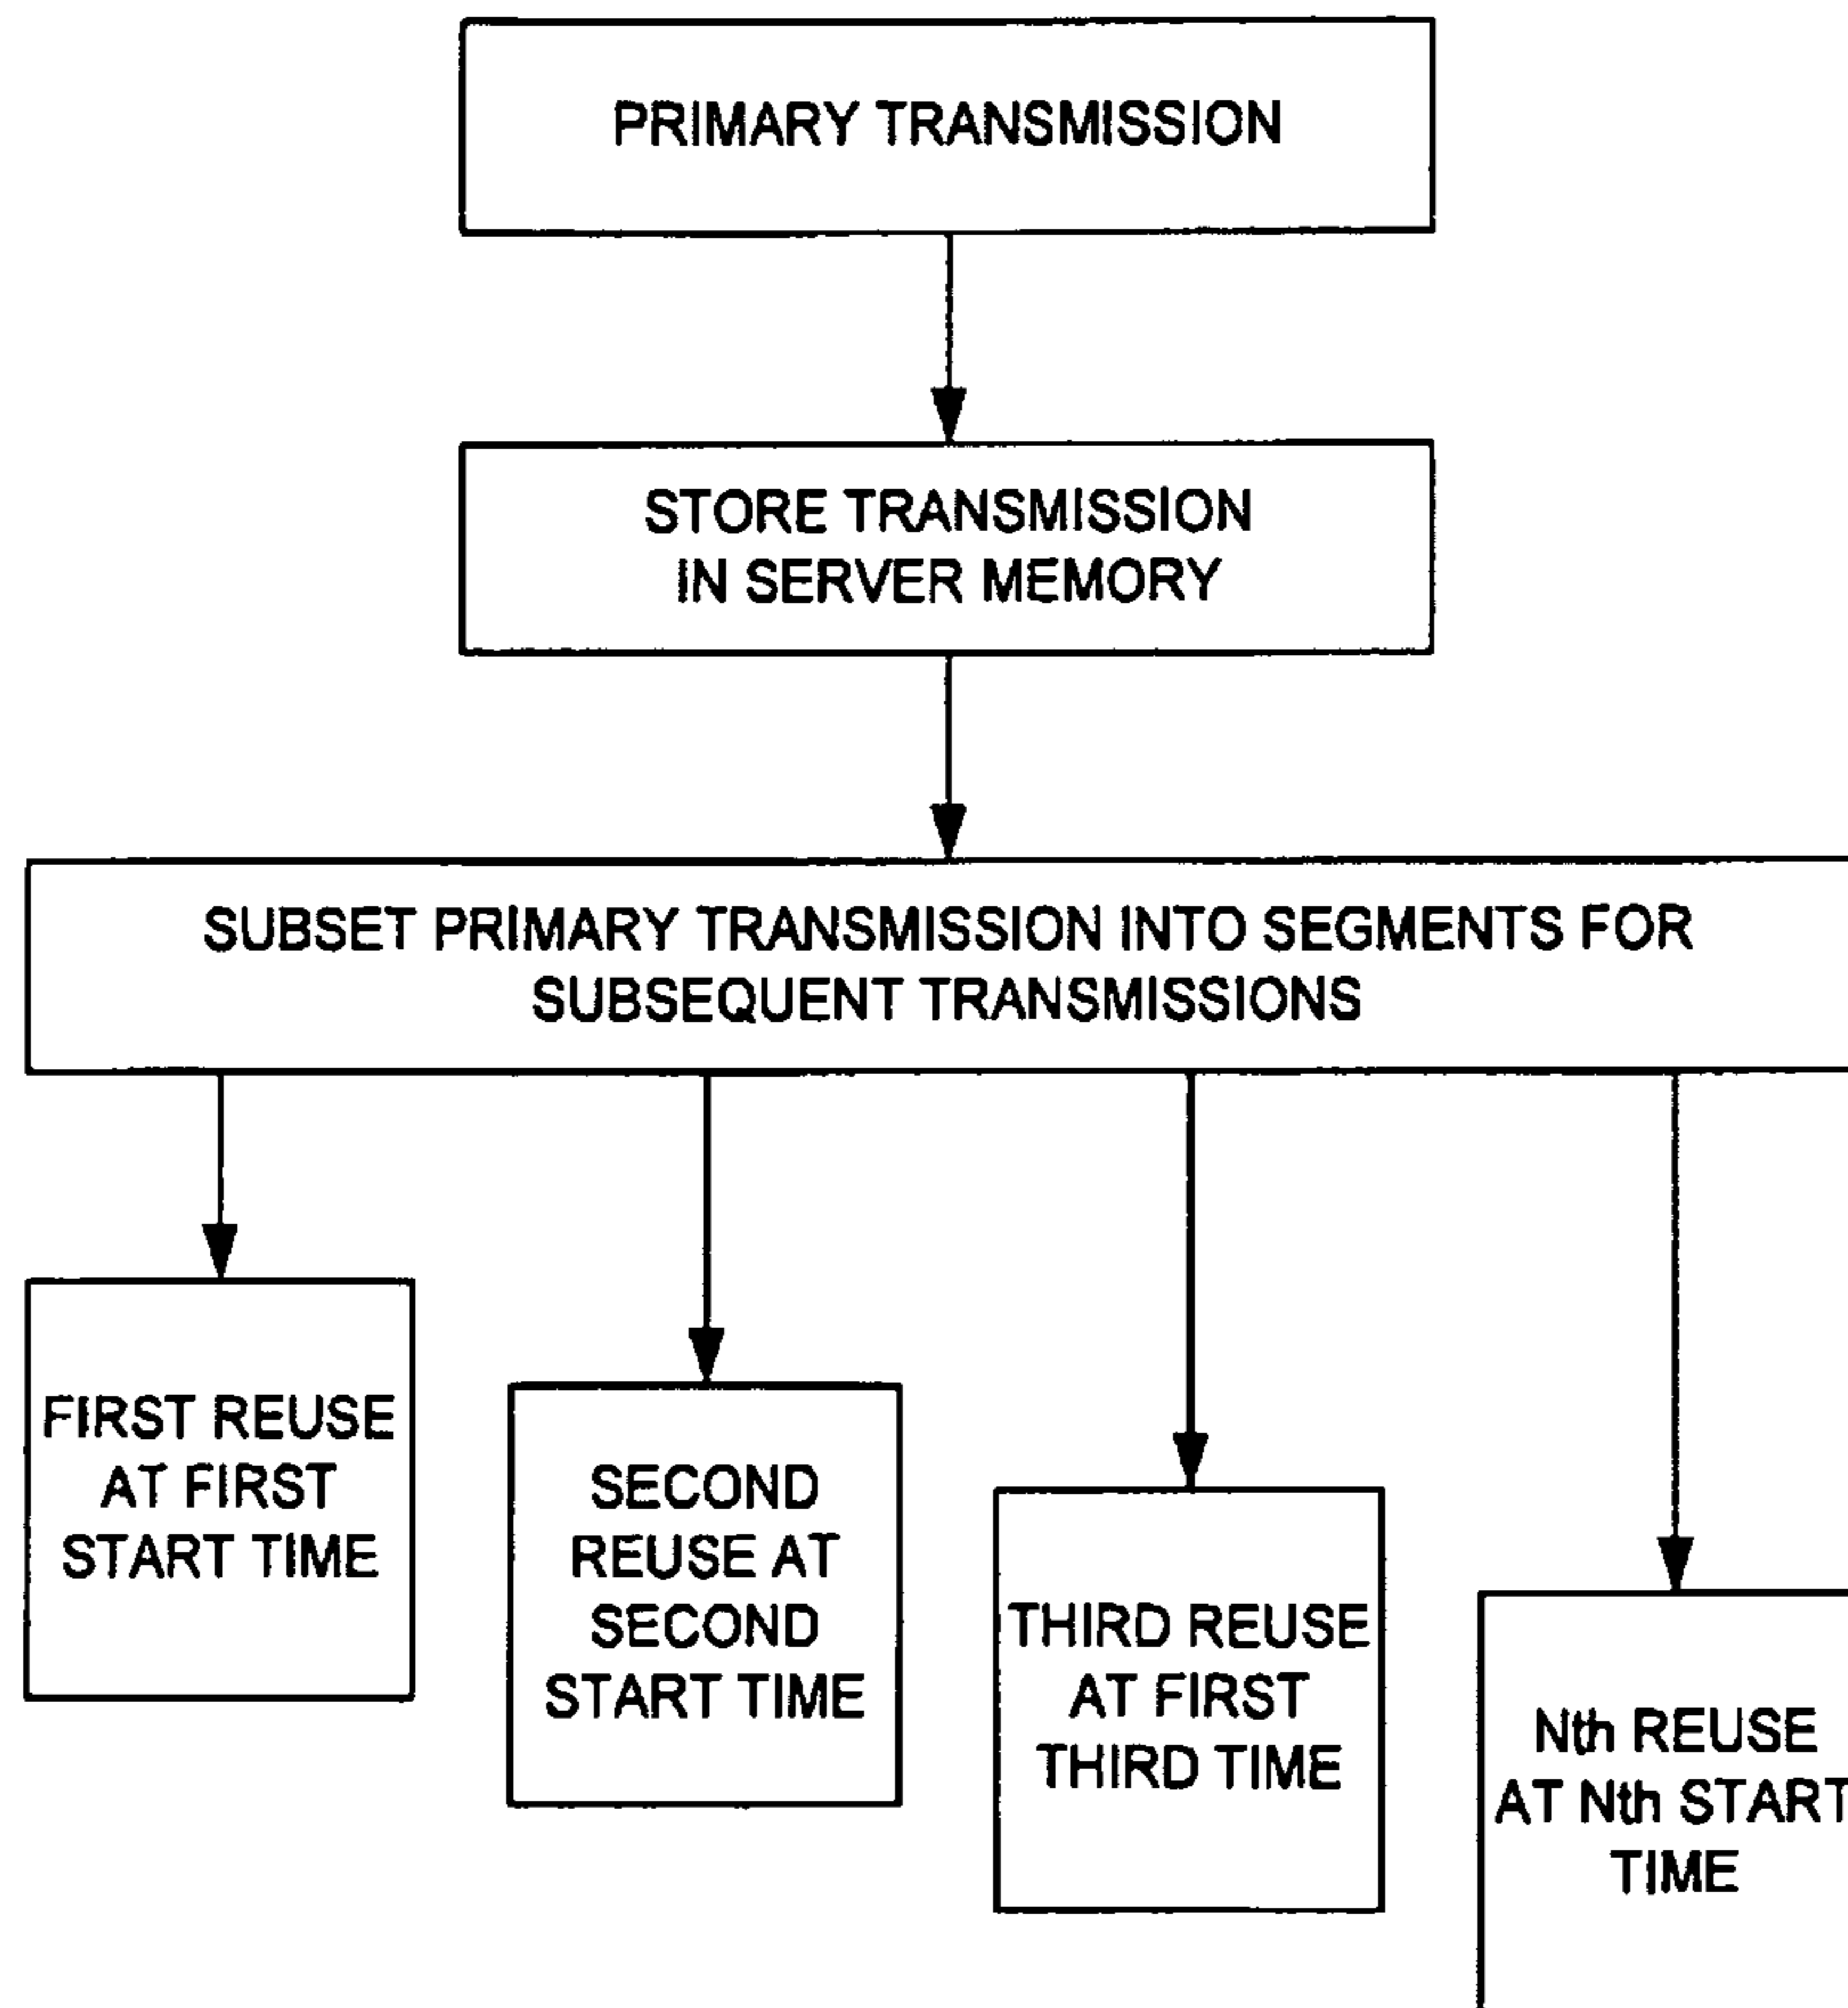 PRIMARY TRANSMISSION
STORE TRANSMISSION
IN SERVER MEMORY
SUBSET PRIMARY TRANSMISSION INTO SEGMENTS FOR
SUBSEQUENT TRANSMISSIONS
FIRST REUSE
AT FIRST
START TIME
SECOND
REUSE AT
SECOND
START TIME
THIRD REUSE
AT FIRST
THIRD TIME
Nth REUSE
AT Nth START
TIME